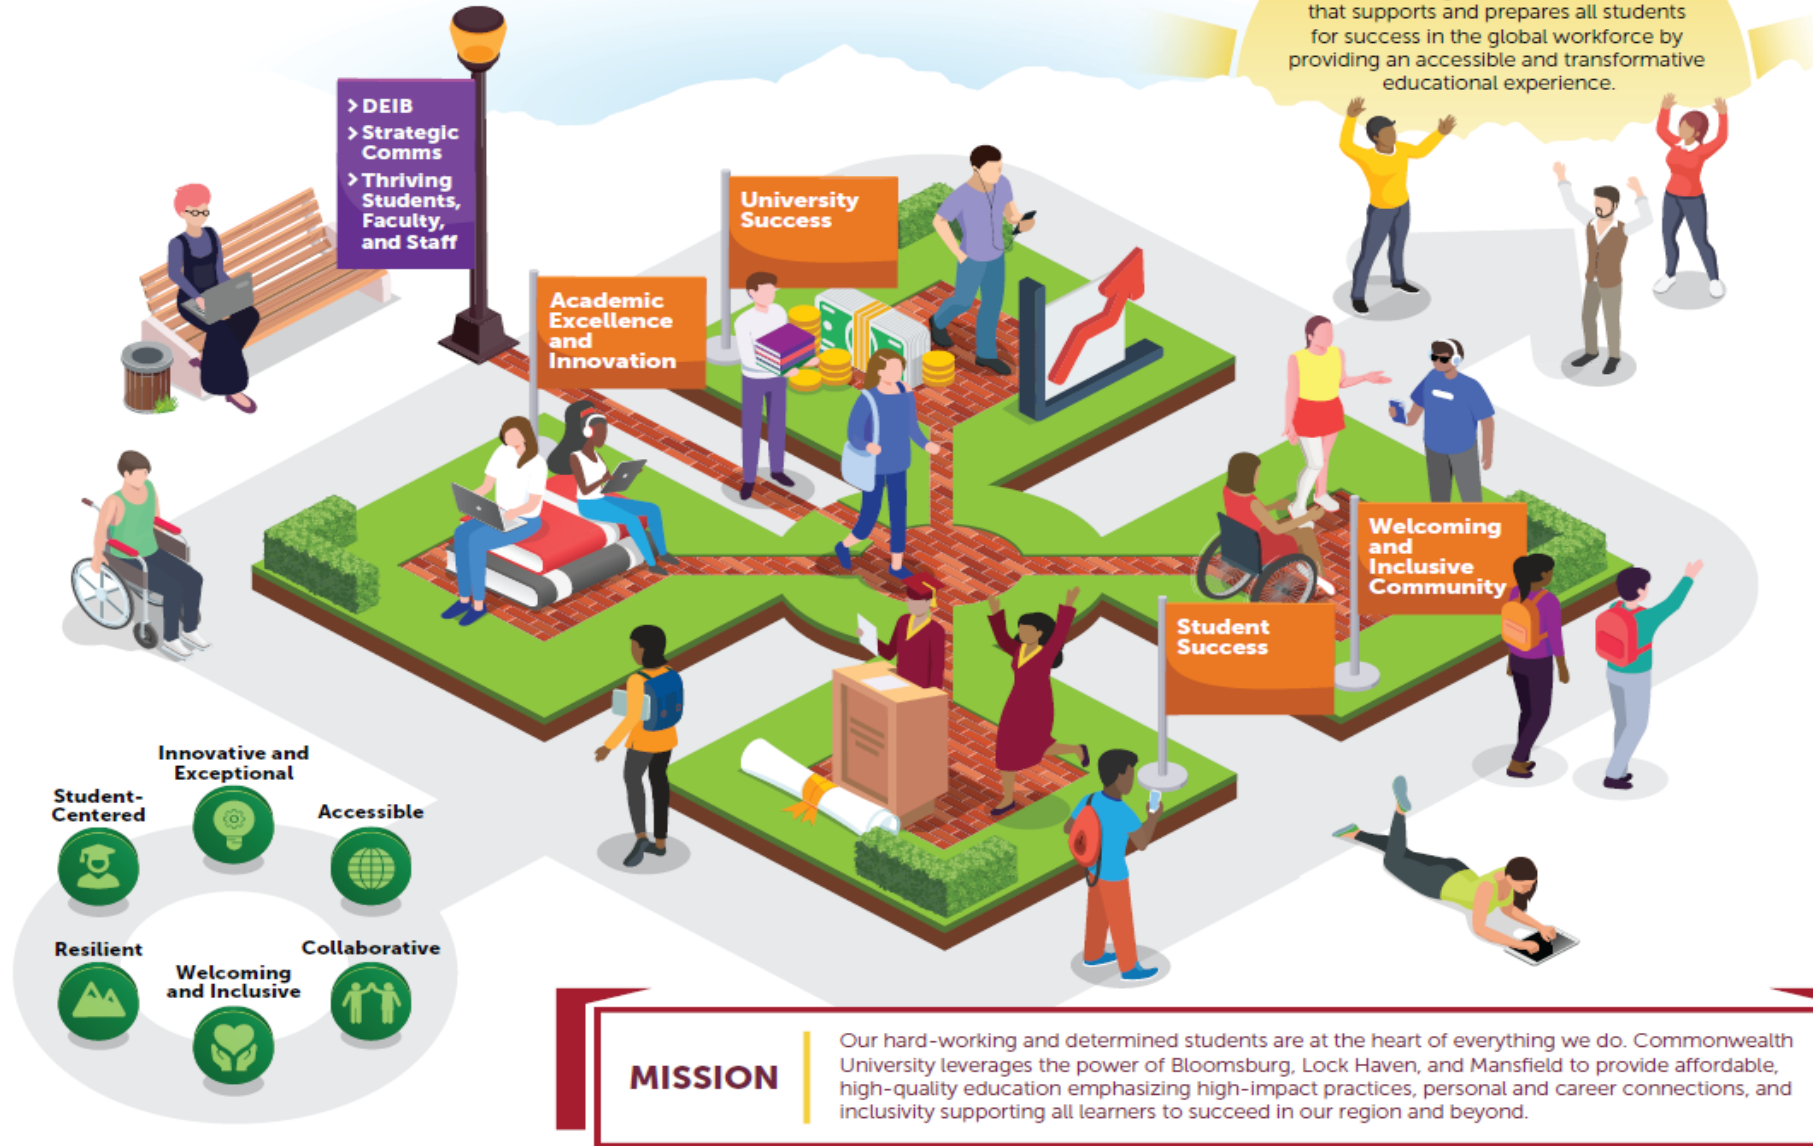 that supports and prepares all students
for success in the global workforce by
providing an accessible and transformative
educational experience.
> DEIB
> Strategic
Comms
> Thriving
Students,
Faculty,
and Staff
University
Success
Academic
Excellence
and
Innovation
Welcoming
and
Inclusive
Community
Student
Success
Innovative and
Exceptional
Student-
Centered
Accessible
Resilient
Collaborative
Welcoming
and Inclusive
MISSION
Our hard-working and determined students are at the heart of everything we do. Commonwealth
University leverages the power of Bloomsburg, Lock Haven, and Mansfield to provide affordable,
high-quality education emphasizing high-impact practices, personal and career connections, and
inclusivity supporting all learners to succeed in our region and beyond.